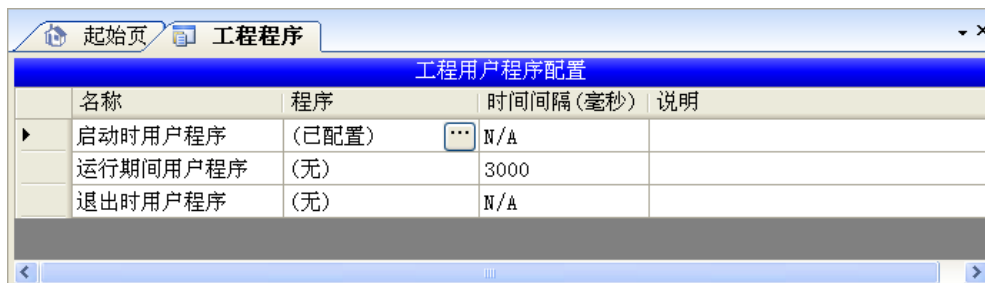 起始页 工程程序
工程用户程序配置
名称 程序 时间间隔(毫秒) 说明
启动时用户程序 (已配置) ... N/A
运行期间用户程序 (无) 3000
退出时用户程序 (无) N/A